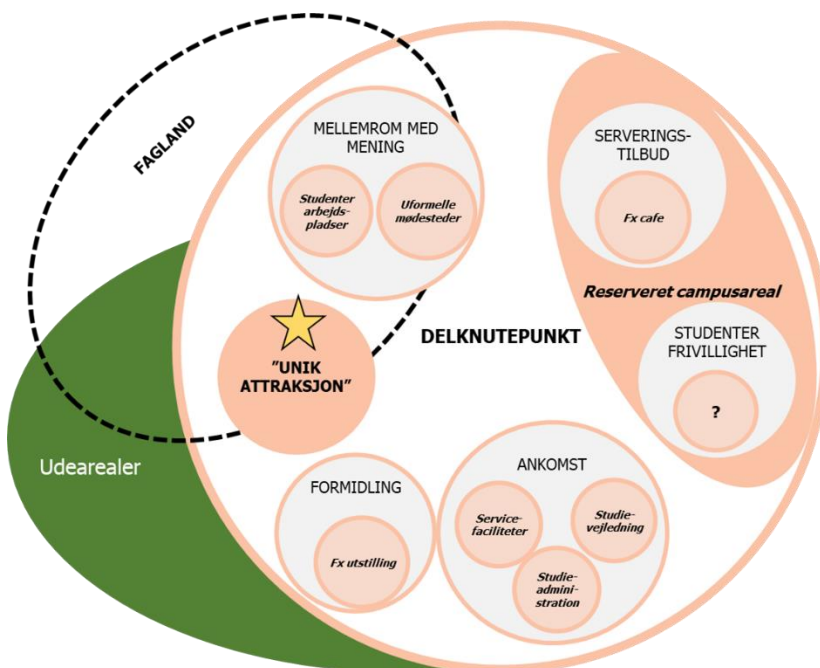 FAGLAND
MELLEMROM MED
MENING
Studenter
arbejds-
pladser
Uformelle
mødesteder
SERVERINGS-
TILBUD
Fx cafe
Reserveret campusareal
STUDENTER
FRIVILLIGHET
?
DELKNUTEPUNKT
"UNIK
ATTRAKSJON"
Udearealer
FORMIDLING
Fx utstilling
ANKOMST
Service-
faciliteter
Studie-
vejledning
Studie-
admini-
stration